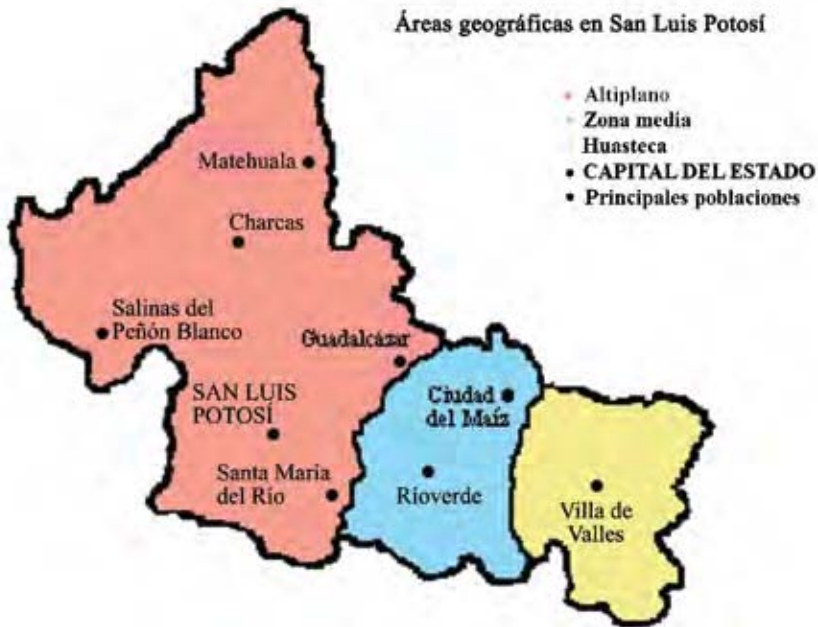 Áreas geográficas en San Luis Potosí
Altiplano
Zona media
Huasteca
CAPITAL DEL ESTADO
Principales poblaciones
Matehuala
Charcas
Salinas del
Peñón Blanco
Guadalcázar
SAN LUIS
POTOSÍ
Ciudad
del Maíz
Santa María
del Río
Rioverde
Villa de
Valles